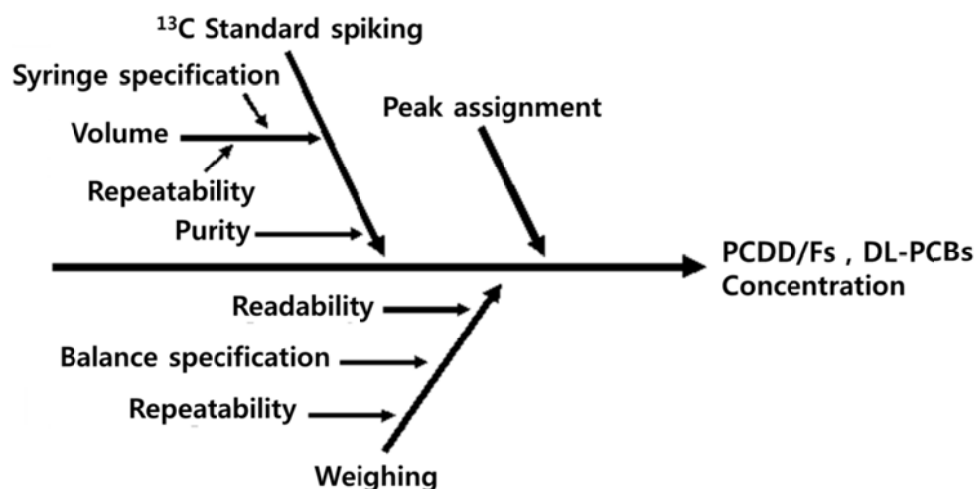 ¹³C Standard spiking
Syringe specification
Peak assignment
Volume
Repeatability
Purity
PCDD/Fs , DL-PCBs
Concentration
Readability
Balance specification
Repeatability
Weighing